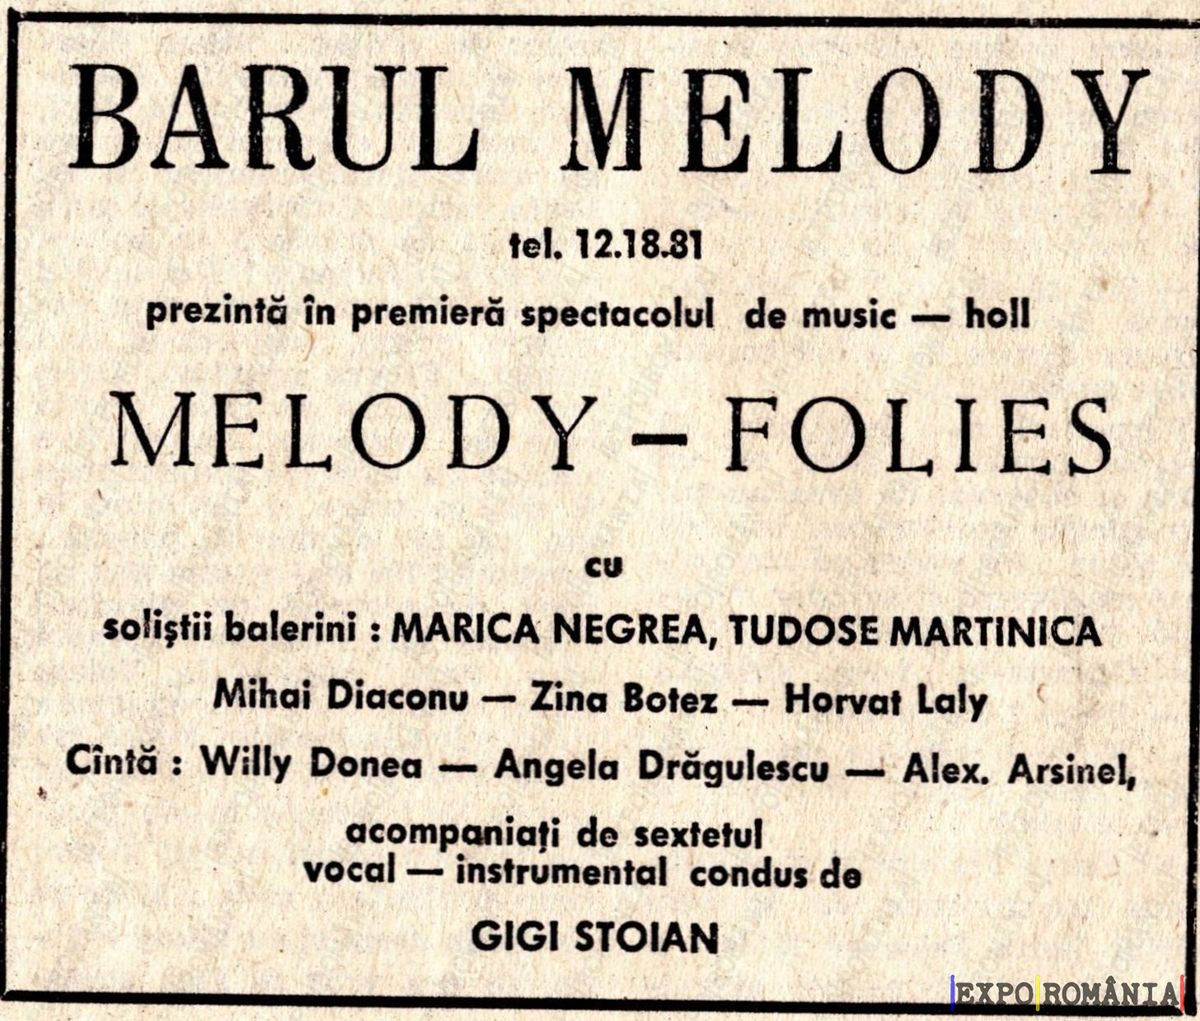 BARUL MELODY
tel. 12.18.81
prezintă în premieră spectacolul de music — holl
MELODY – FOLIES
cu
soliştii balerini : MARICA NEGREA, TUDOSE MARTINICA
Mihai Diaconu — Zina Botez — Horvat Laly
Cîntă : Willy Donea — Angela Drăgulescu — Alex. Arsinel,
acompaniaţi de sextetul
vocal — instrumental condus de
GIGI STOIAN
EXPO ROMÂNIA